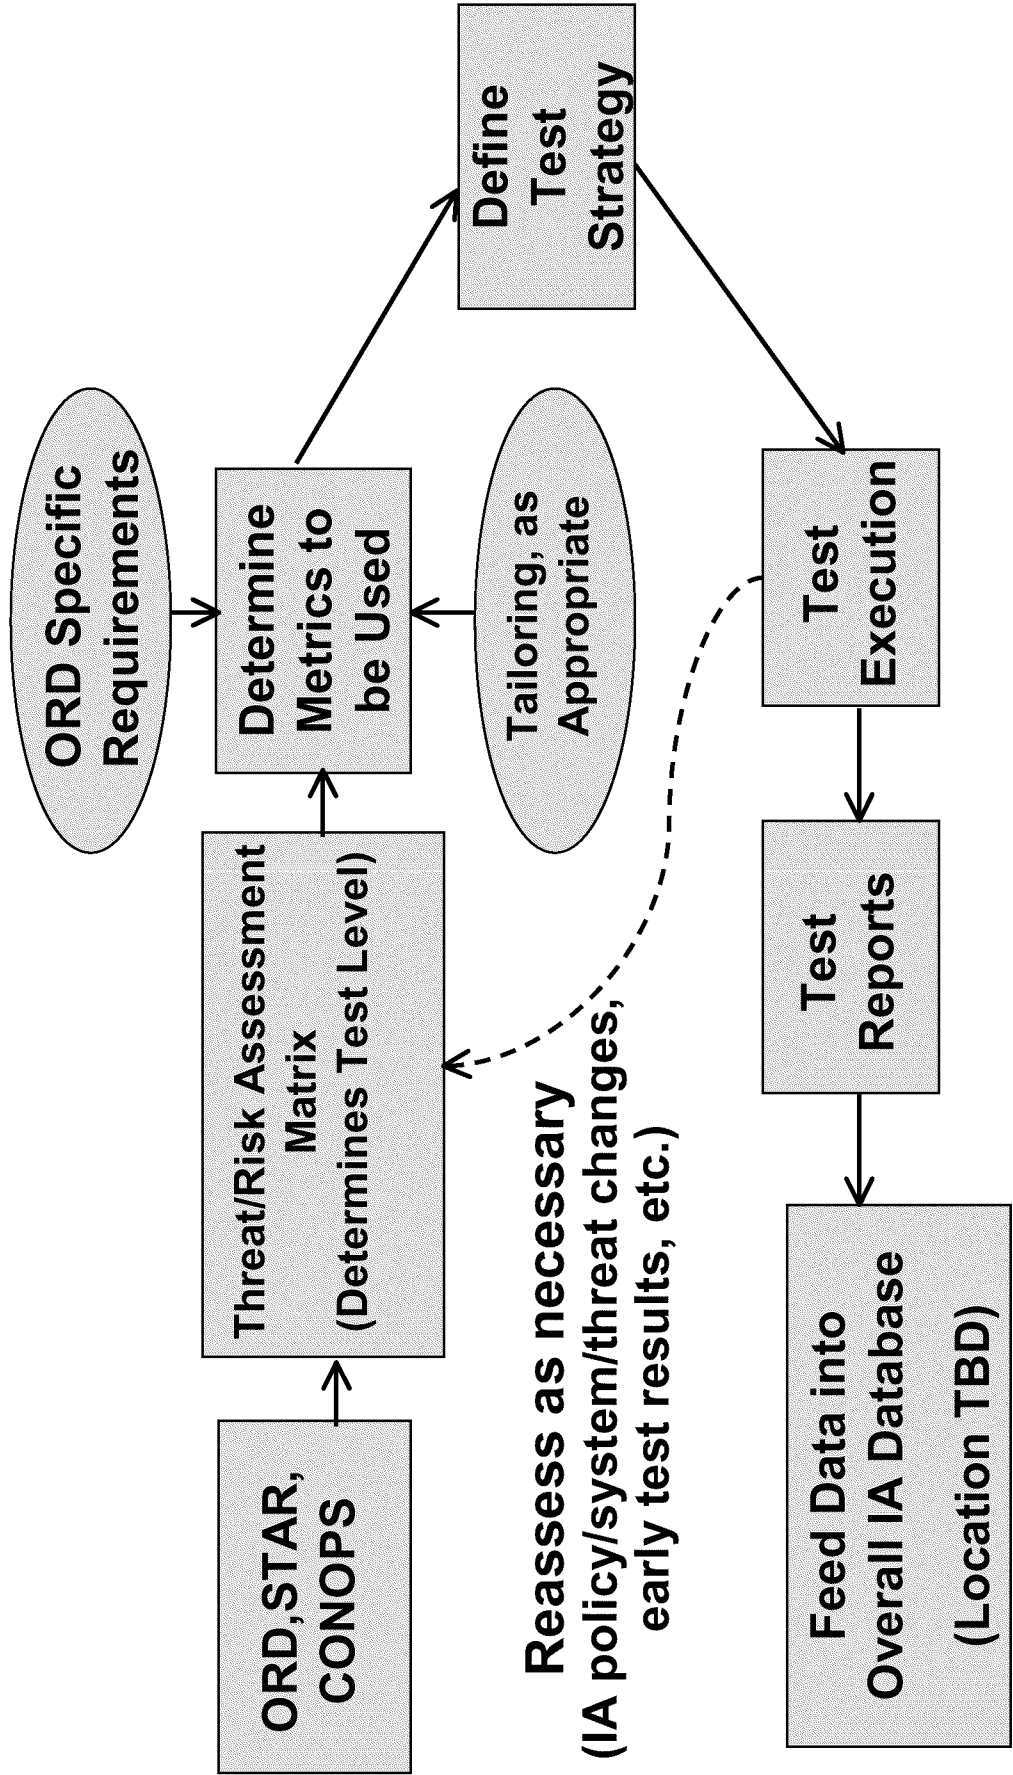 ORD,STAR,
CONOPS
Threat/Risk Assessment
Matrix
(Determines Test Level)
ORD Specific
Requirements
Determine
Metrics to
be Used
Tailoring, as
Appropriate
Define
Test
Strategy
Reassess as necessary
(IA policy/system/threat changes,
early test results, etc.)
Test
Execution
Test
Reports
Feed Data into
Overall IA Database
(Location TBD)